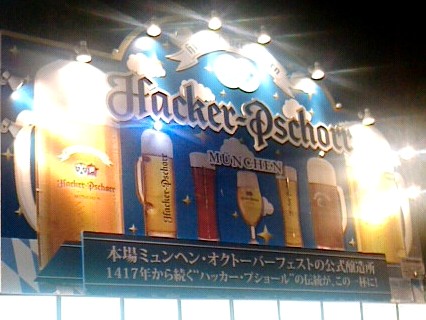 Hacker-Pschorr
MÜNCHEN
Hacker-Pschorr
Hacker-Pschorr
本場ミュンヘン・オクトーバーフェストの公式醸造所
1417年から続く"ハッカー・プショール"の伝統が、この一杯に!